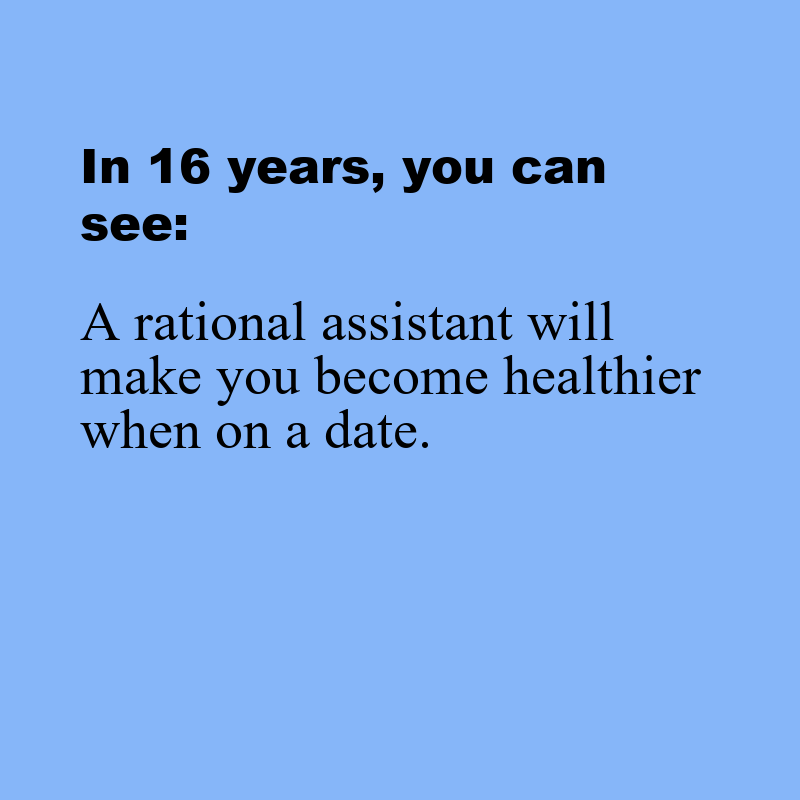 In 16 years, you can
see:
A rational assistant will
make you become healthier
when on a date.